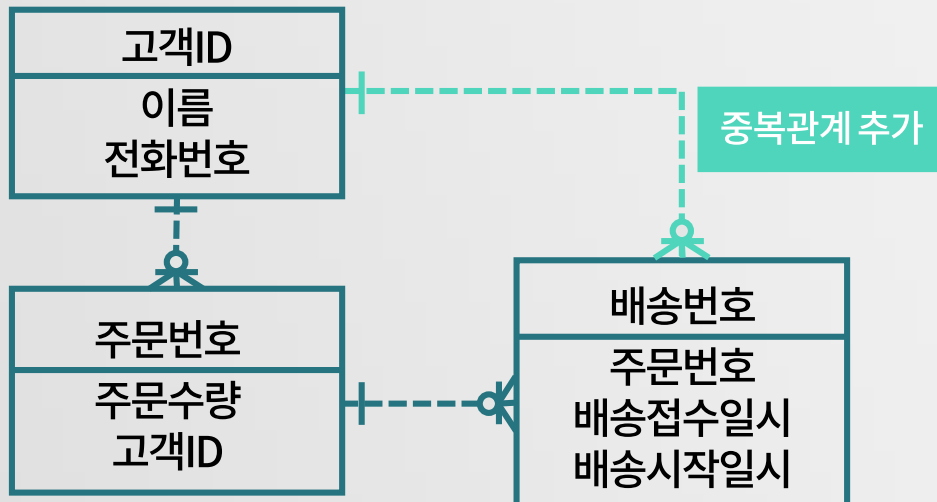 고객ID
이름
전화번호
중복관계 추가
주문번호
주문수량
고객ID
배송번호
주문번호
배송접수일시
배송시작일시